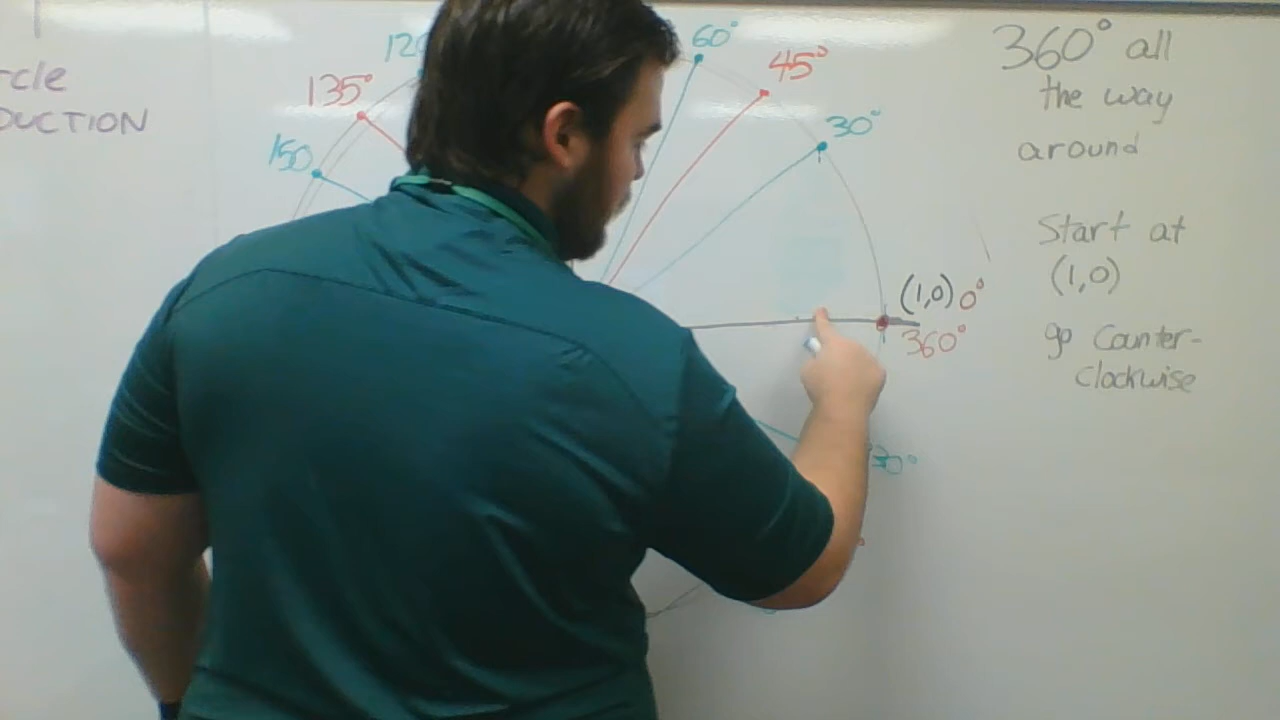 rcle
DUCTION
120
135°
150
60°
45°
30°
(1,0) 0°
360°
30°
360° all
the way
around
Start at
(1,0)
go Counter-
clockwise